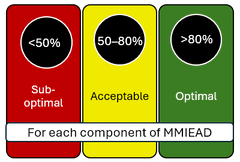 <50%
50–80%
>80%
Sub-
optimal
Acceptable
Optimal
For each component of MMIEAD